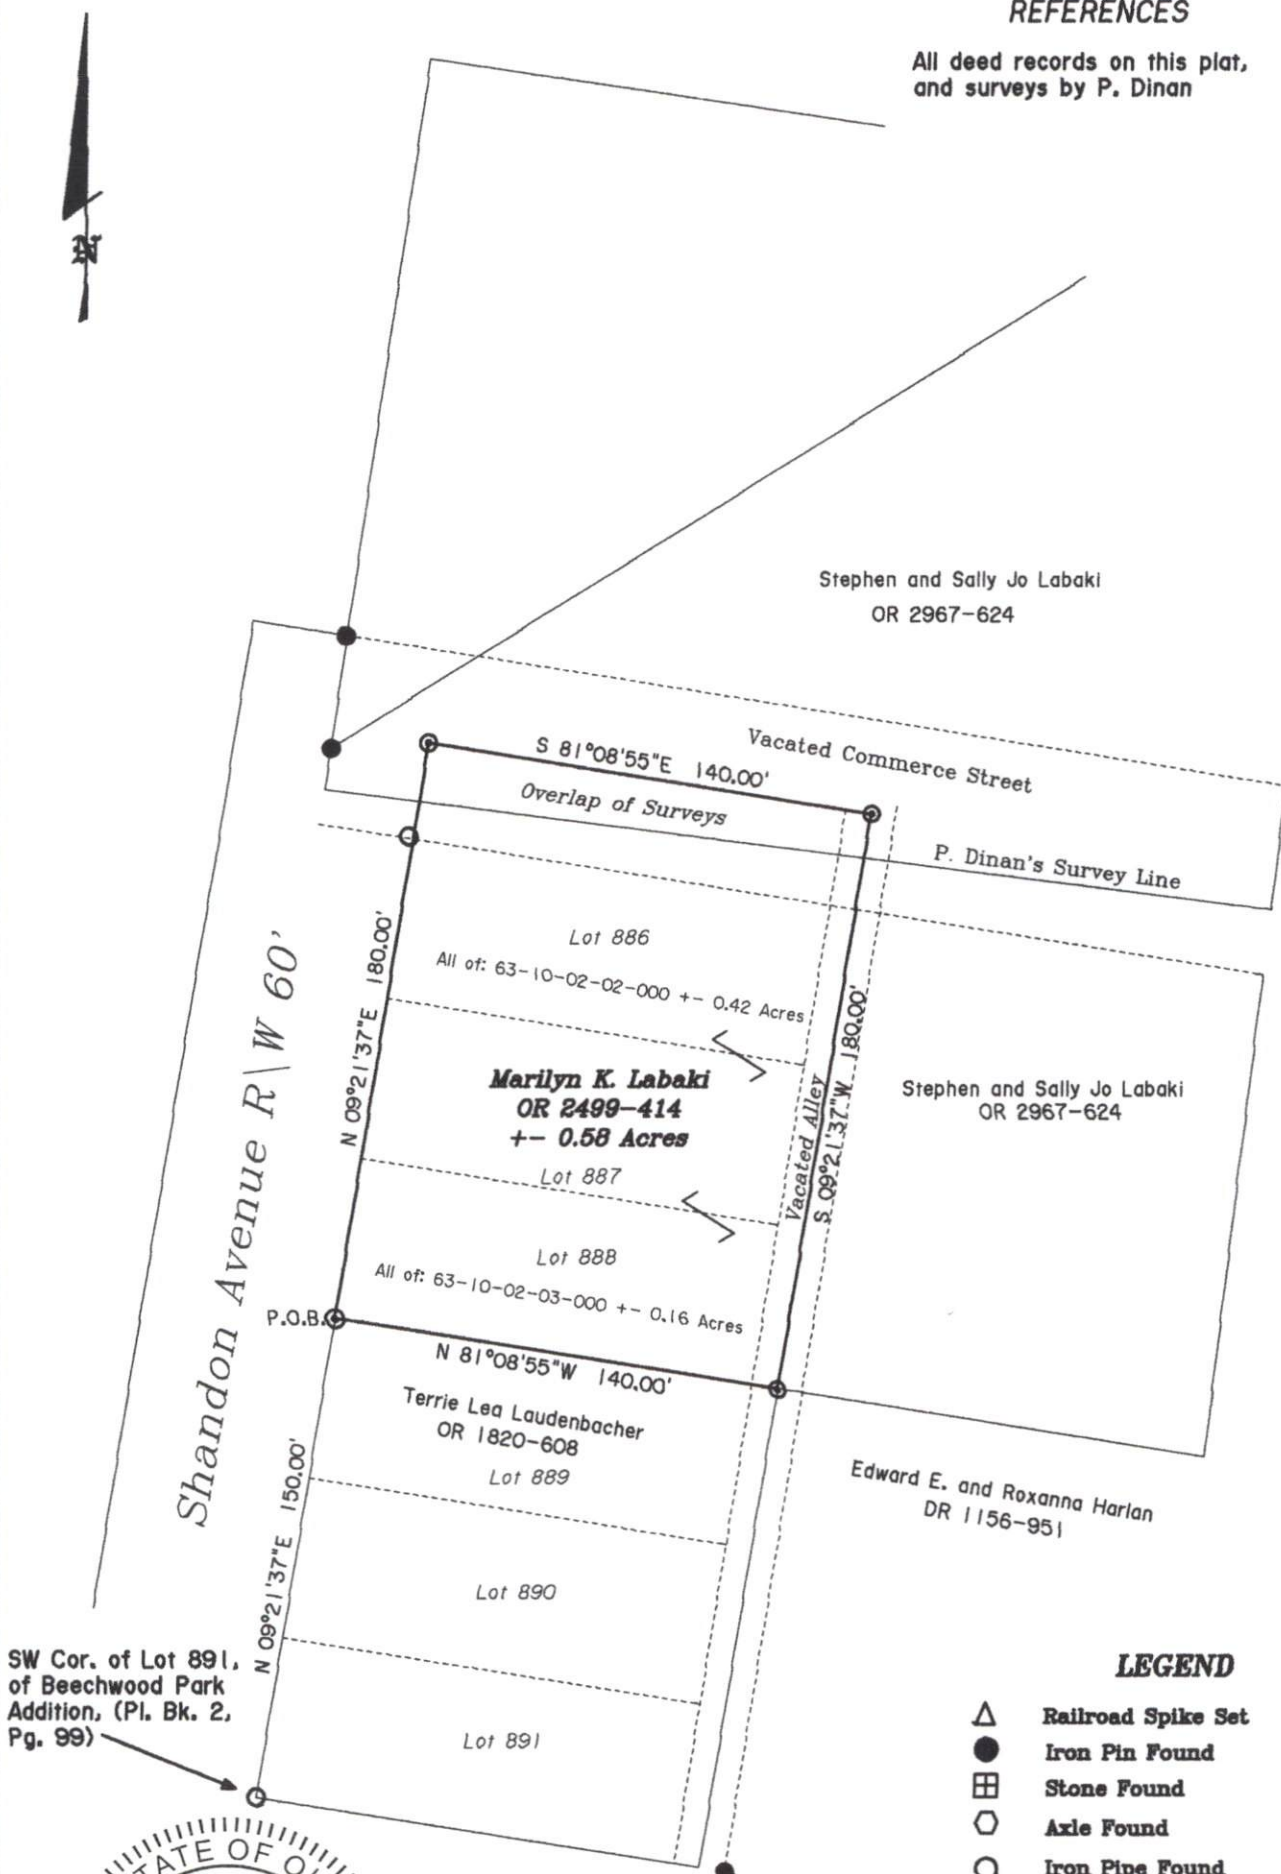 REFERENCES
All deed records on this plat,
and surveys by P. Dinan
N
Stephen and Sally Jo Labaki
OR 2967-624
Vacated Commerce Street
S 81°08'55"E 140.00'
Overlap of Surveys
P. Dinan's Survey Line
Lot 886
All of: 63-10-02-02-000 +- 0.42 Acres
N 09°21'37"E 180.00'
Shandon Avenue R\W 60'
Marilyn K. Labaki
OR 2499-414
+- 0.58 Acres
Vacated Alley
S 09°21'37"W 180.00'
Stephen and Sally Jo Labaki
OR 2967-624
Lot 887
Lot 888
All of: 63-10-02-03-000 +- 0.16 Acres
P.O.B.
N 81°08'55"W 140.00'
Terrie Lea Laudenbacher
OR 1820-608
Lot 889
Edward E. and Roxanna Harlan
DR 1156-951
N 09°21'37"E 150.00'
Lot 890
SW Cor. of Lot 891,
of Beechwood Park
Addition, (Pl. Bk. 2,
Pg. 99)
Lot 891
LEGEND
Railroad Spike Set
Iron Pin Found
Stone Found
Axle Found
Iron Pipe Found
TATE OF O